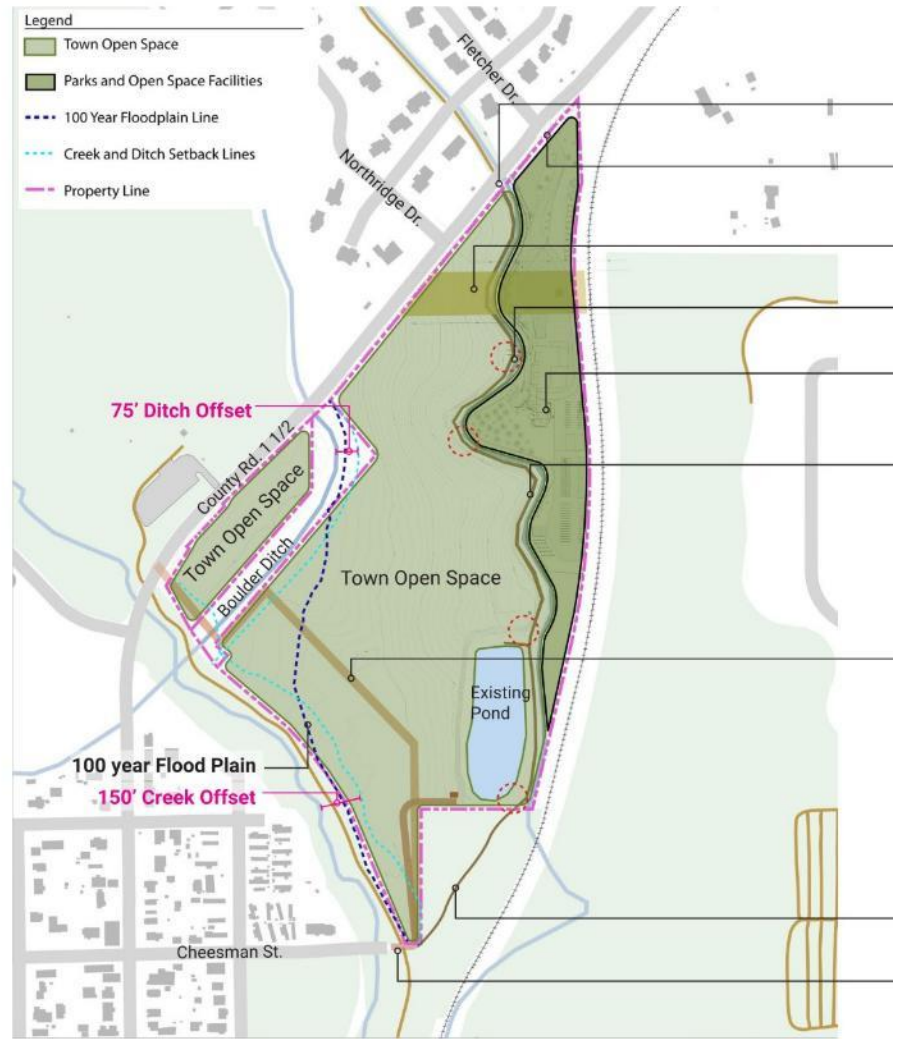 Legend
Town Open Space
Parks and Open Space Facilities
100 Year Floodplain Line
Creek and Ditch Setback Lines
Property Line
Fletcher Dr.
Northridge Dr.
75' Ditch Offset
County Rd. 1 1/2
Town Open Space
Boulder Ditch
Town Open Space
Existing
Pond
100 year Flood Plain
150' Creek Offset
Cheesman St.